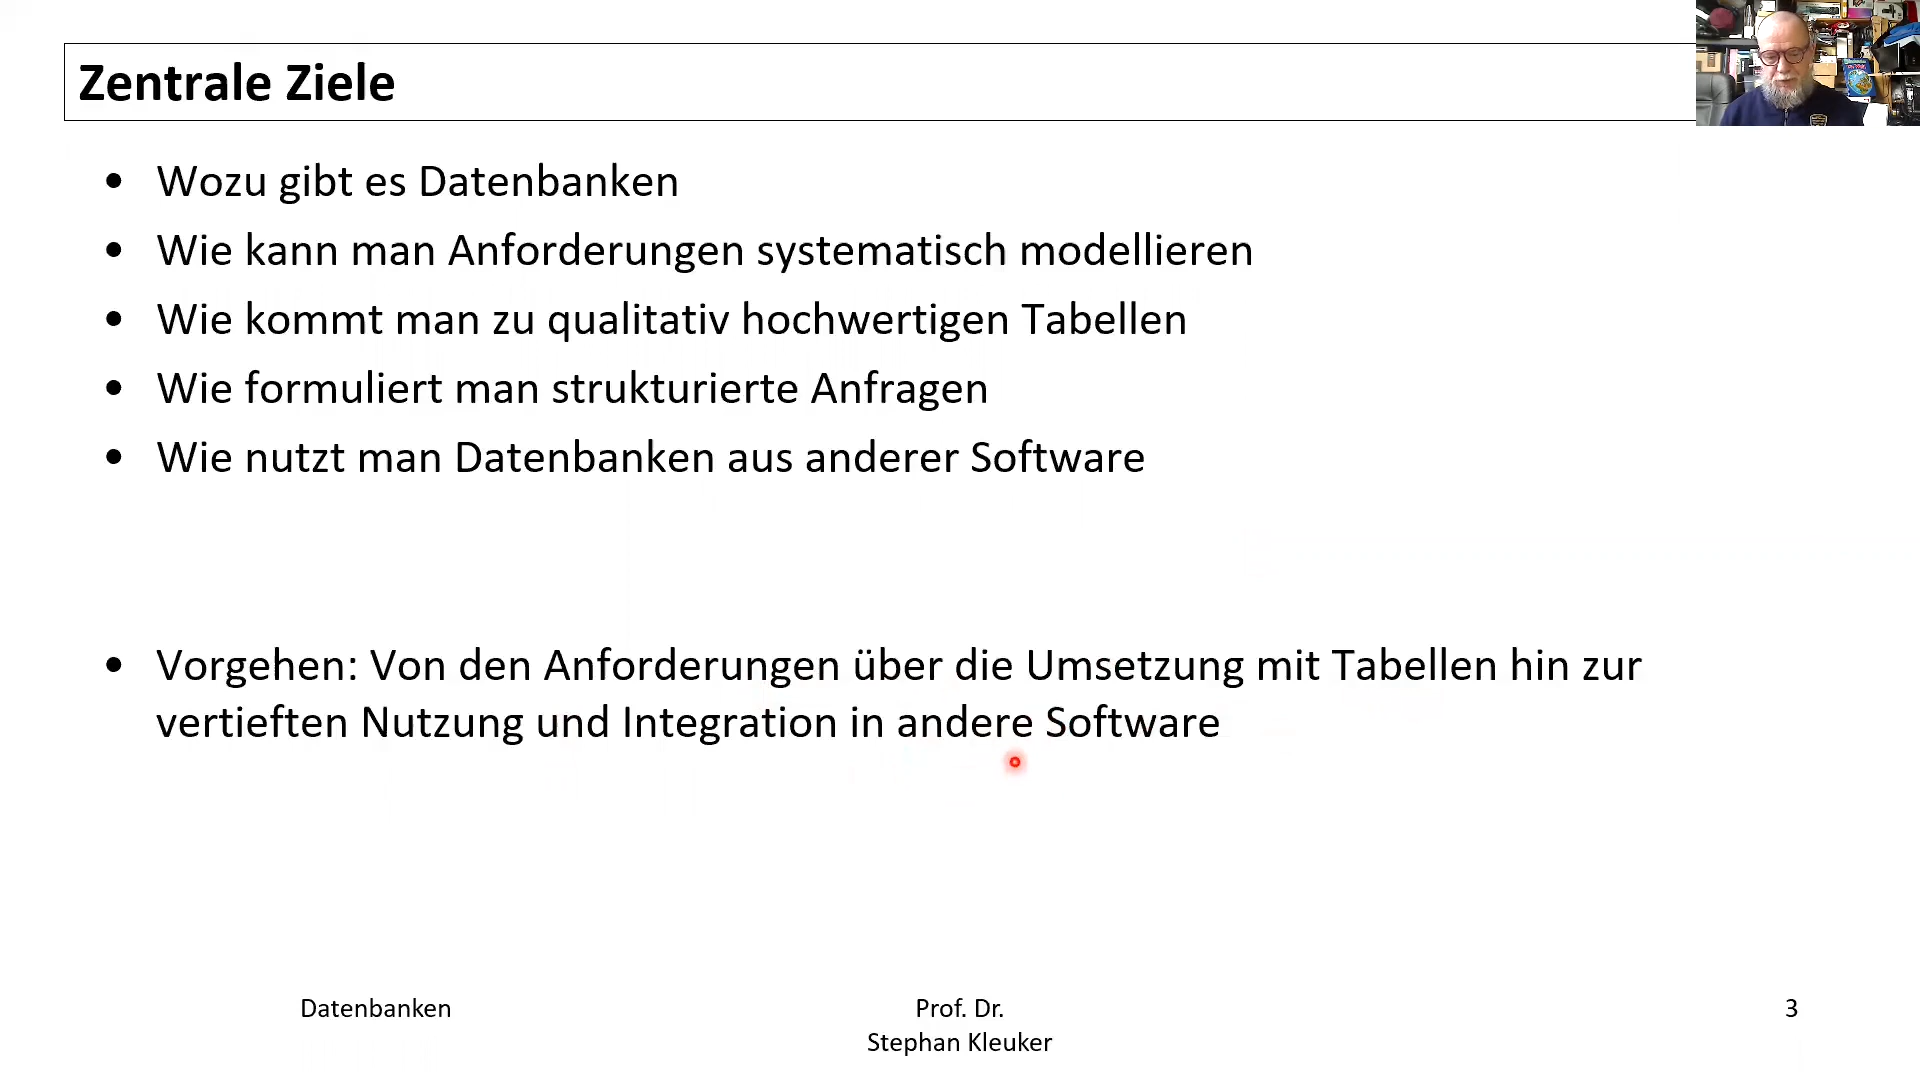 Zentrale Ziele
• Wozu gibt es Datenbanken
• Wie kann man Anforderungen systematisch modellieren
• Wie kommt man zu qualitativ hochwertigen Tabellen
• Wie formuliert man strukturierte Anfragen
• Wie nutzt man Datenbanken aus anderer Software
• Vorgehen: Von den Anforderungen über die Umsetzung mit Tabellen hin zur
vertieften Nutzung und Integration in andere Software
Datenbanken
Prof. Dr.
Stephan Kleuker
3